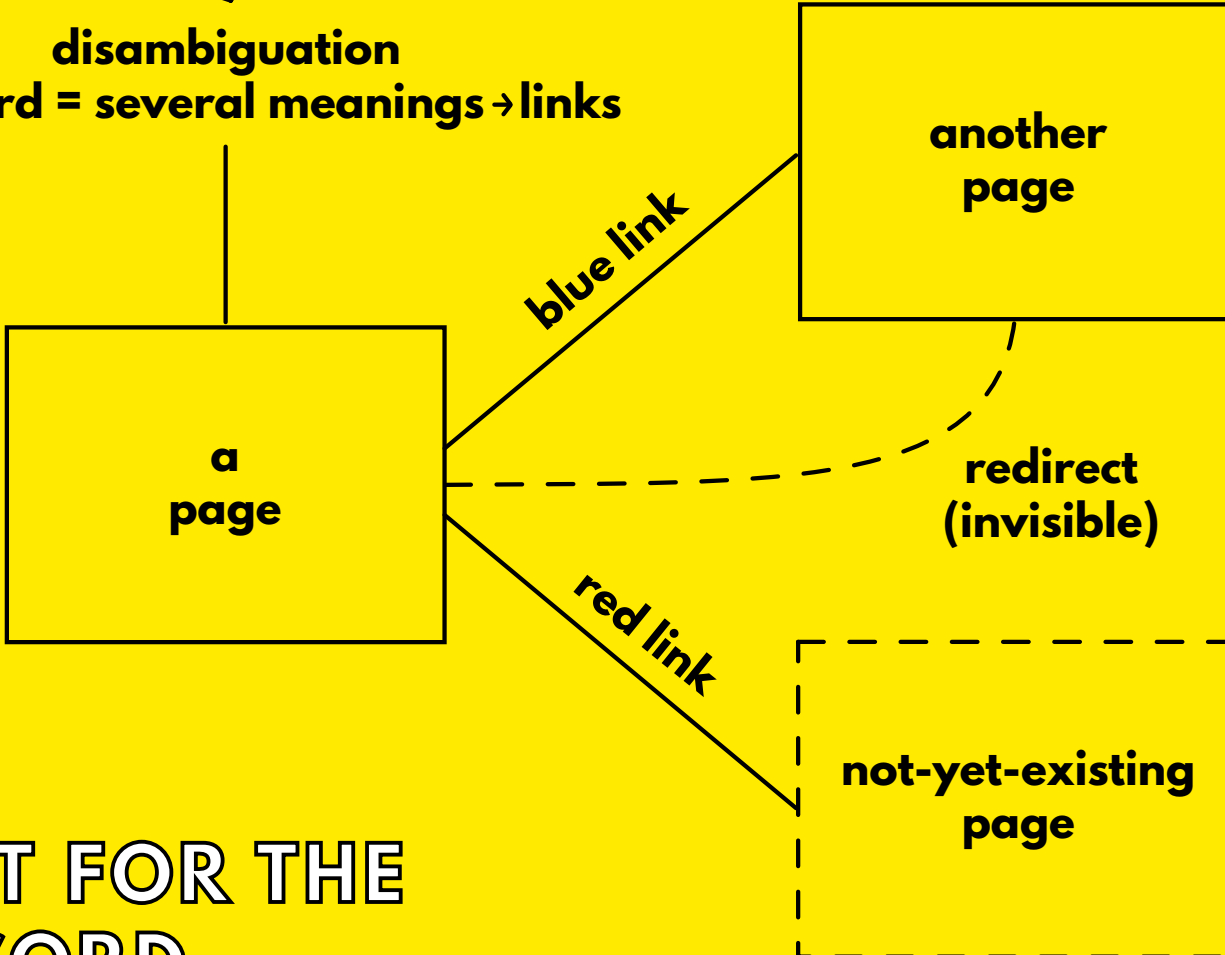 disambiguation
rd = several meanings→links
another
page
blue link
a
page
redirect
(invisible)
red link
not-yet-existing
page
T FOR THE
CORD